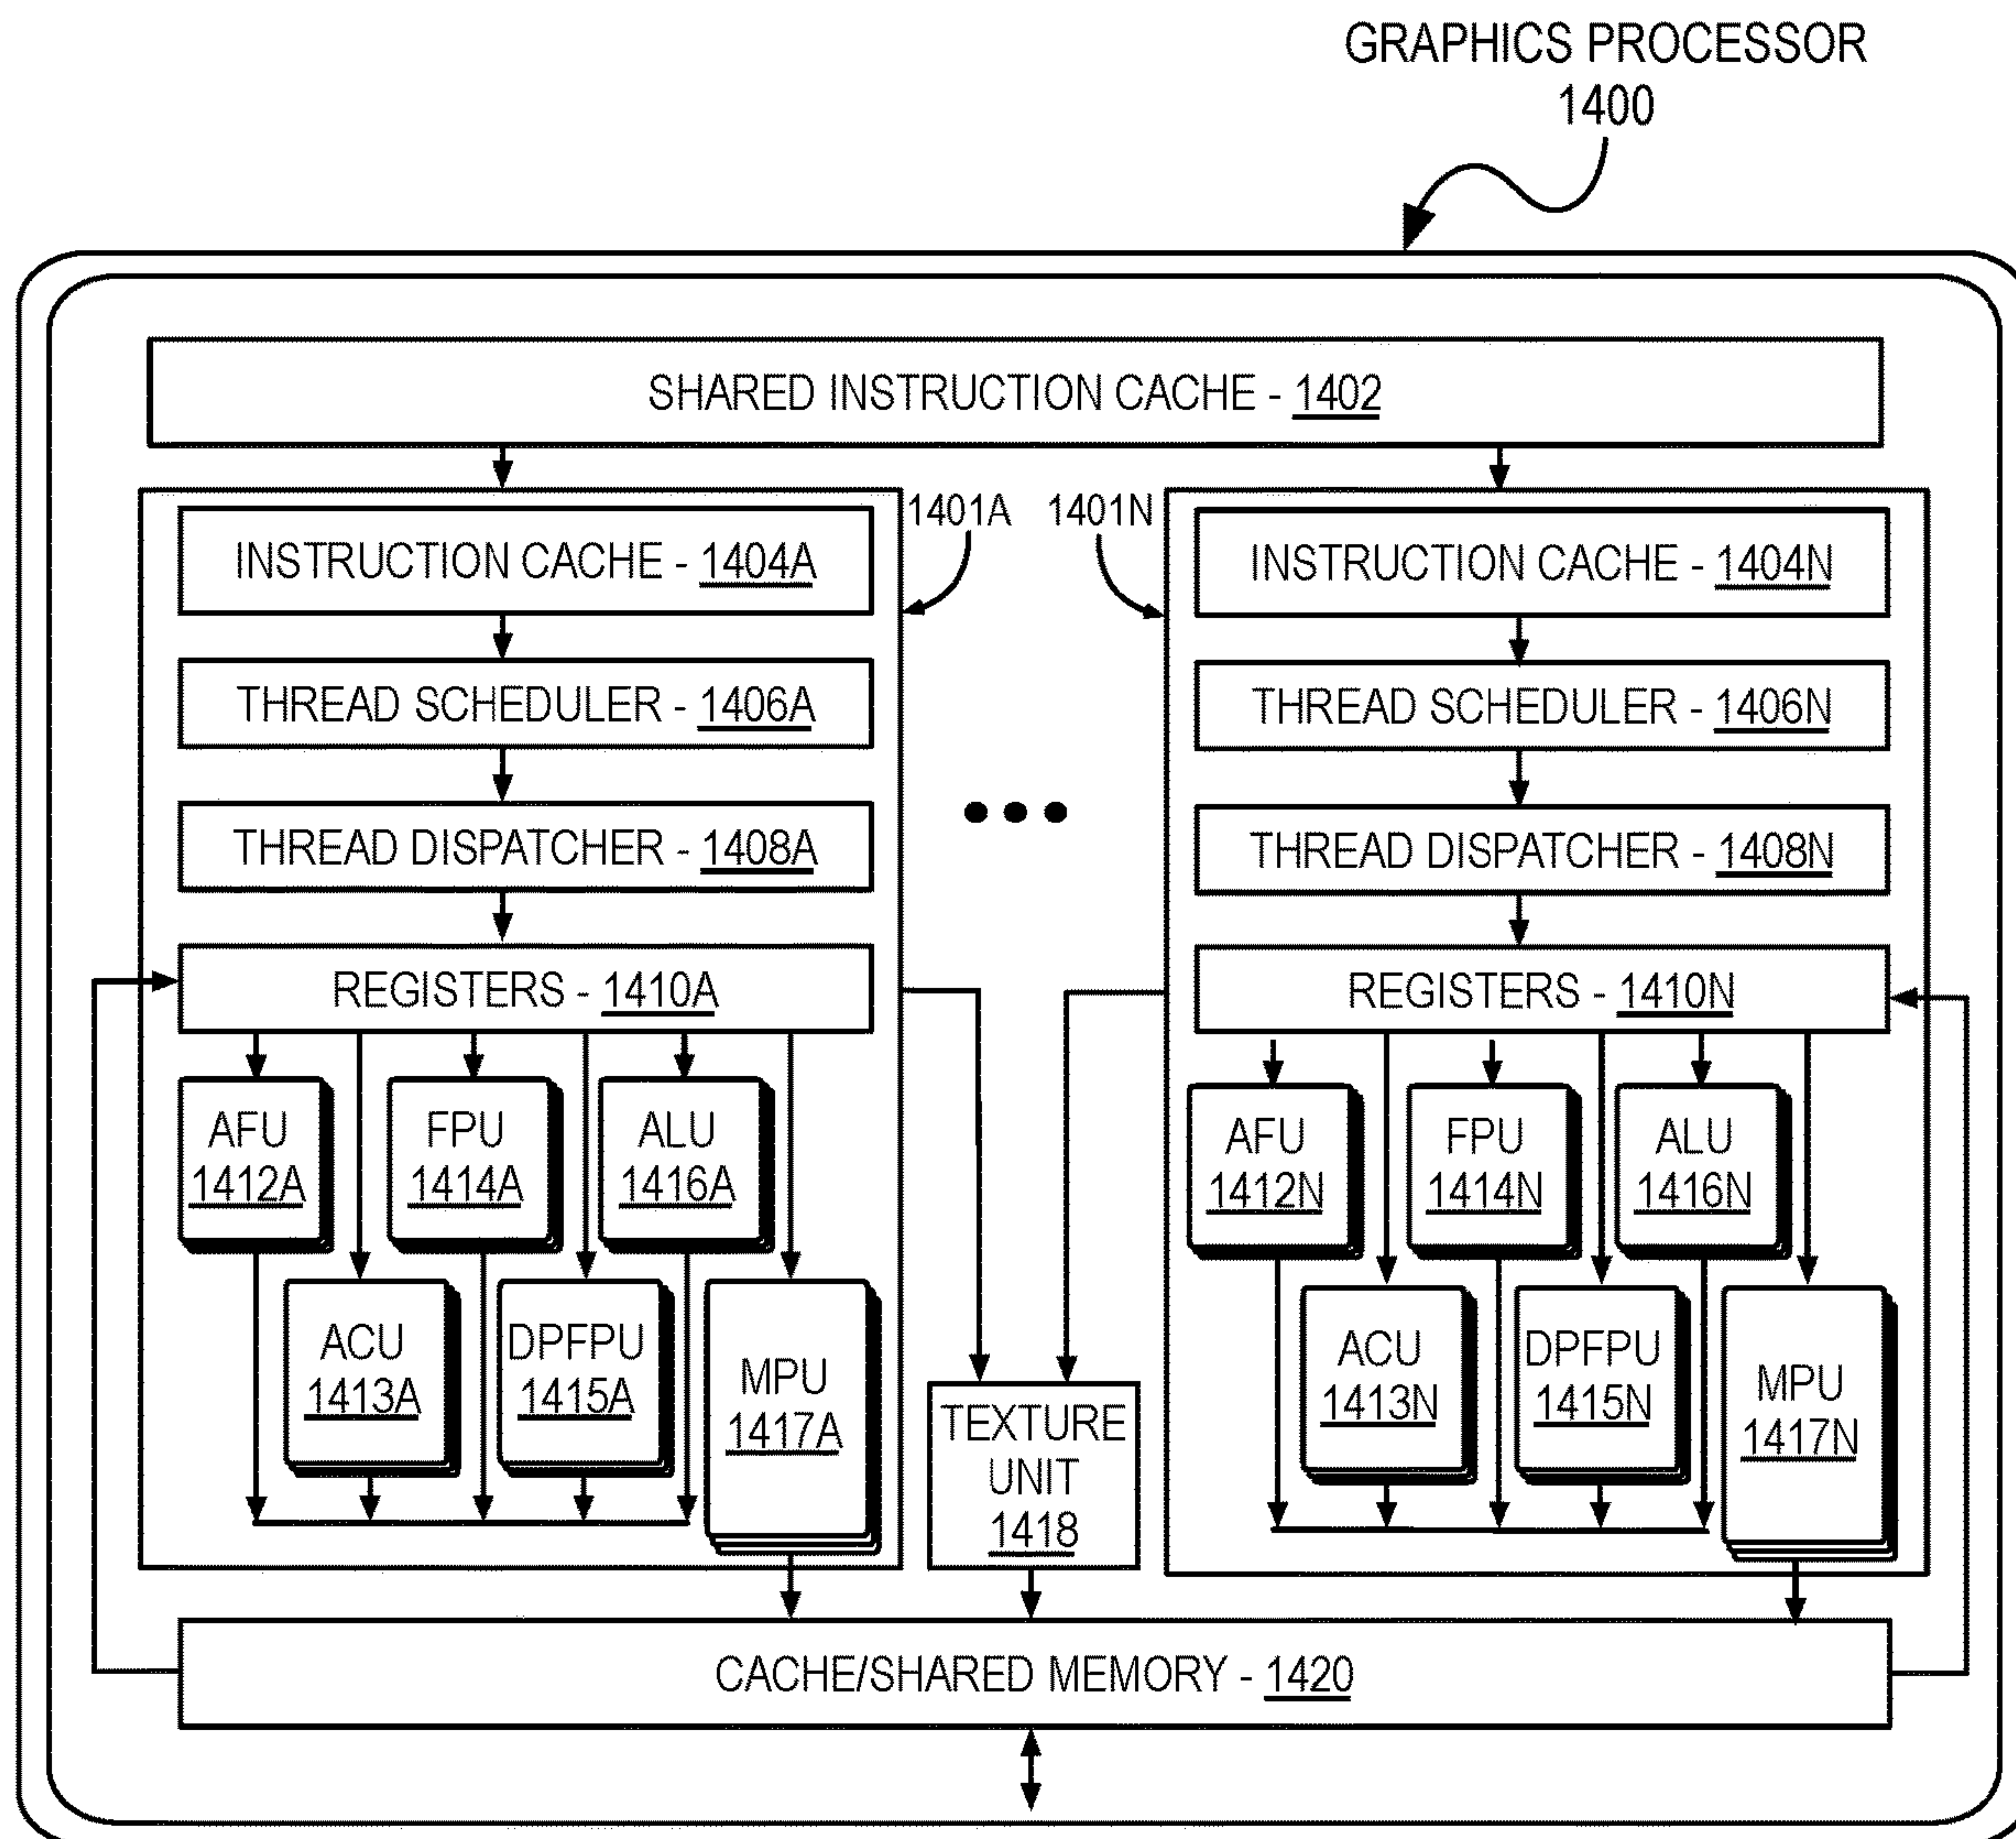 GRAPHICS PROCESSOR
1400
SHARED INSTRUCTION CACHE - 1402
1401A
1401N
INSTRUCTION CACHE - 1404A
THREAD SCHEDULER - 1406A
THREAD DISPATCHER - 1408A
REGISTERS - 1410A
AFU
1412A
FPU
1414A
ALU
1416A
ACU
1413A
DPFPU
1415A
MPU
1417A
TEXTURE
UNIT
1418
INSTRUCTION CACHE - 1404N
THREAD SCHEDULER - 1406N
THREAD DISPATCHER - 1408N
REGISTERS - 1410N
AFU
1412N
FPU
1414N
ALU
1416N
ACU
1413N
DPFPU
1415N
MPU
1417N
CACHE/SHARED MEMORY - 1420